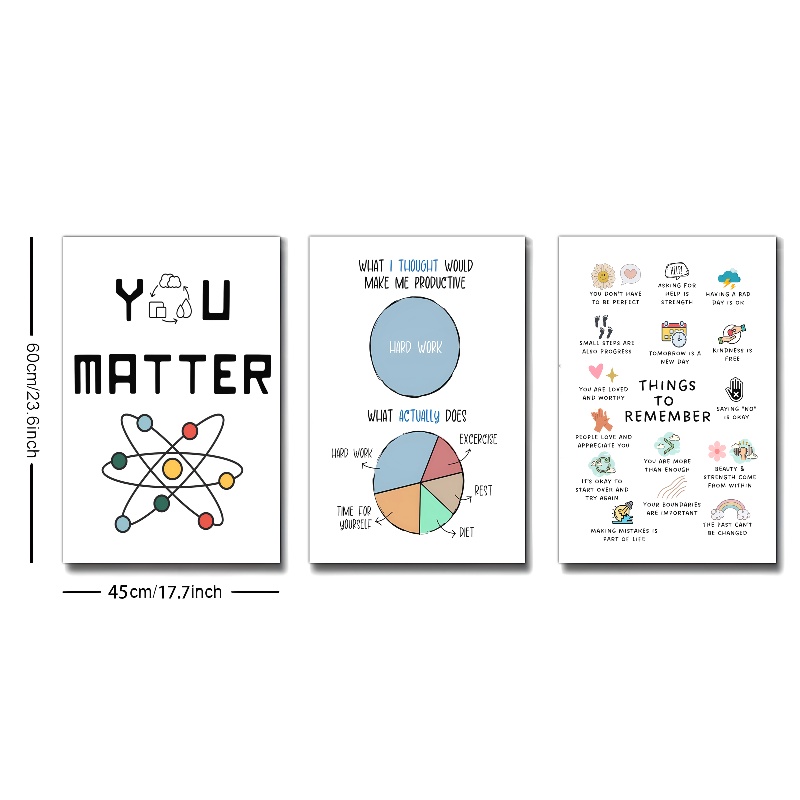 60cm/23.6inch
45cm/17.7inch
Y U
MATTER
WHAT I THOUGHT WOULD
MAKE ME PRODUCTIVE
HARD WORK
WHAT ACTUALLY DOES
HARD WORK
EXCERCISE
REST
DIET
TIME FOR
YOURSELF
YOU DON'T HAVE
TO BE PERFECT
ASKING FOR
HELP IS
STRENGTH
HAVING A BAD
DAY IS OK
SMALL STEPS ARE
ALSO PROGRESS
TOMORROW IS A
NEW DAY
KINDNESS IS
FREE
YOU ARE LOVED
AND WORTHY
THINGS
TO
REMEMBER
SAYING "NO"
IS OKAY
PEOPLE LOVE AND
APPRECIATE YOU
YOU ARE MORE
THAN ENOUGH
BEAUTY &
STRENGTH COME
FROM WITHIN
IT'S OKAY TO
START OVER AND
TRY AGAIN
YOUR BOUNDARIES
ARE IMPORTANT
MAKING MISTAKES IS
PART OF LIFE
THE PAST CAN'T
BE CHANGED